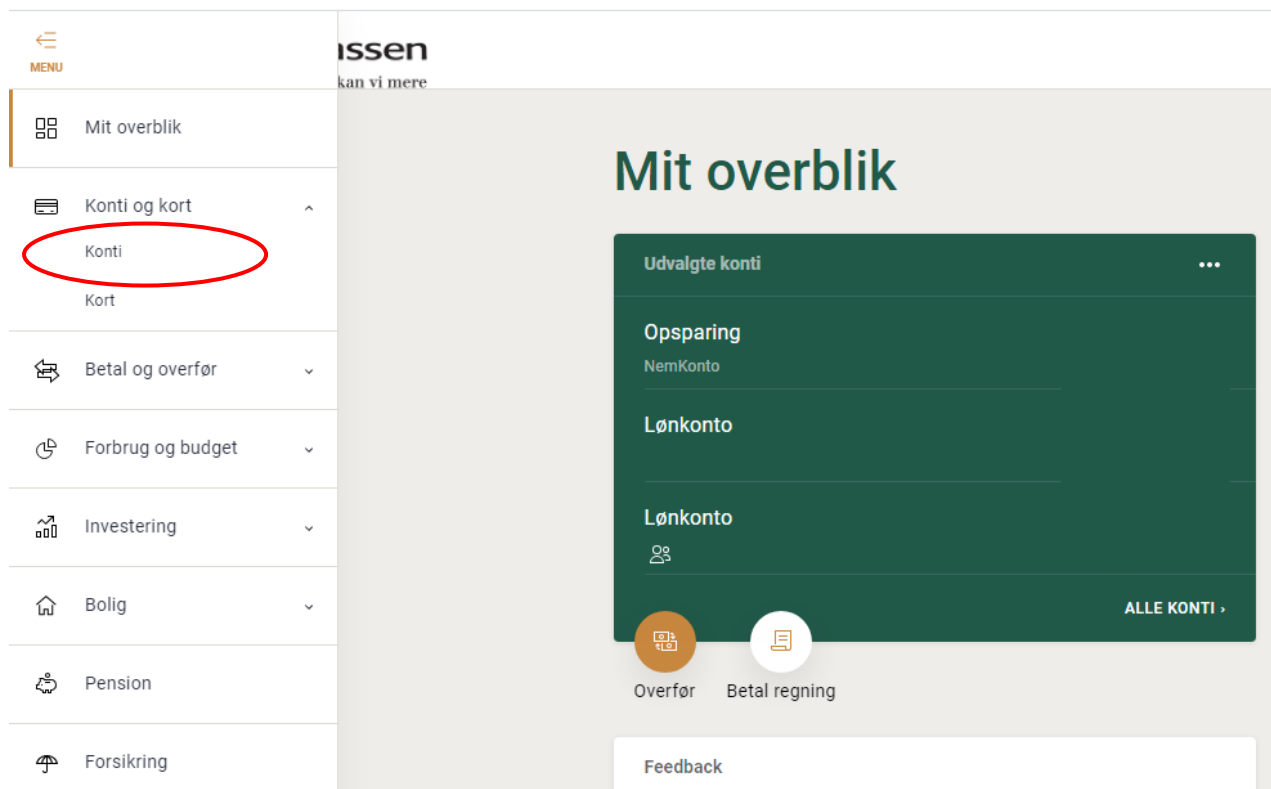 MENU
kan vi mere
Mit overblik
Konti og kort
Konti
Kort
Betal og overfør
Forbrug og budget
Investering
Bolig
Pension
Forsikring
Mit overblik
Udvalgte konti
Opsparing
NemKonto
Lønkonto
Lønkonto
ALLE KONTI ›
Overfør
Betal regning
Feedback